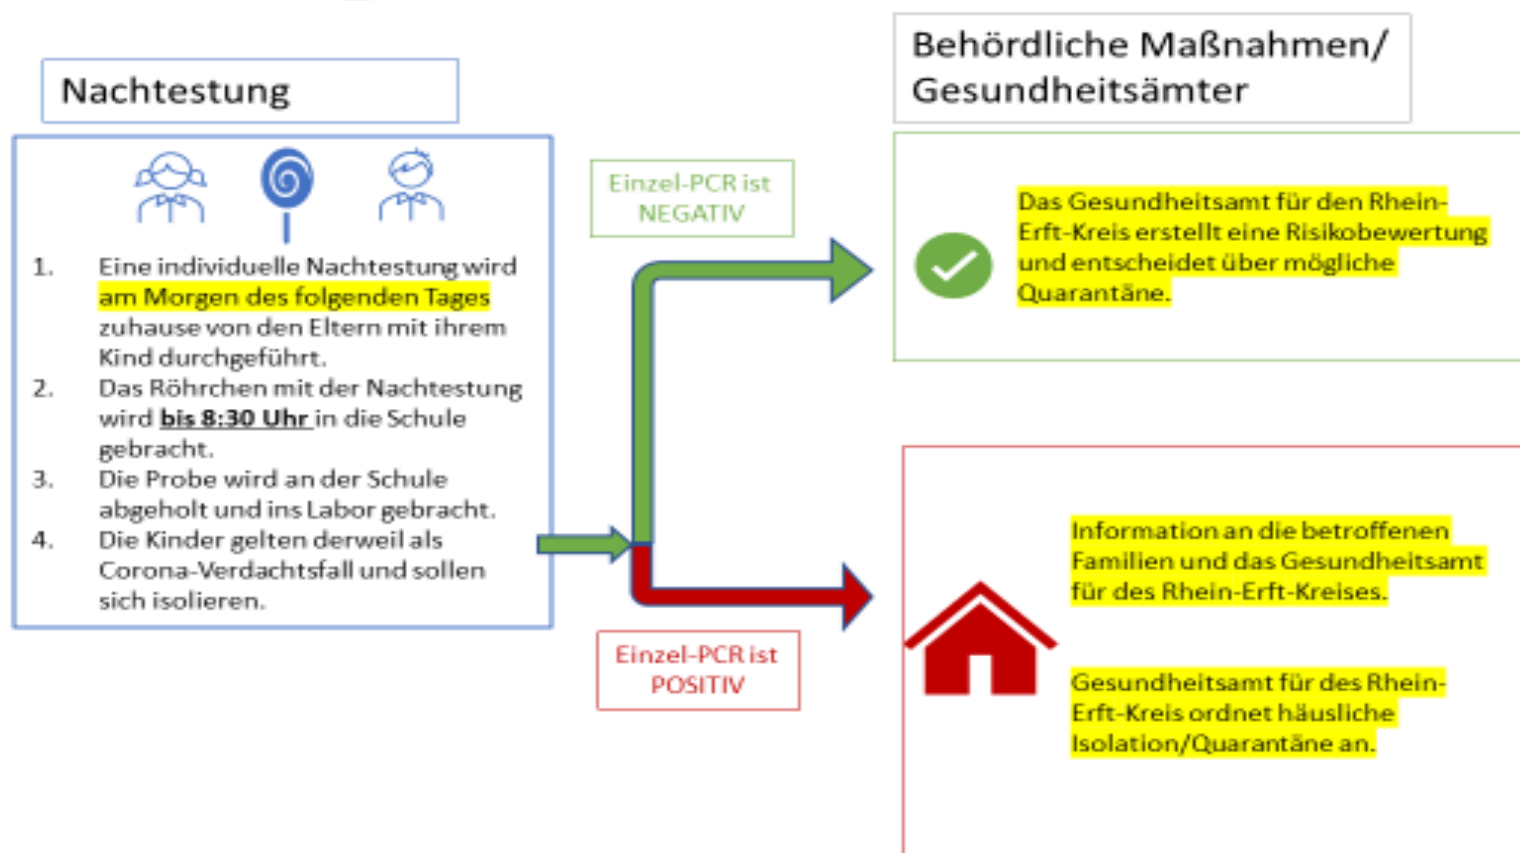 Nachtestung
1. Eine individuelle Nachtestung wird
am Morgen des folgenden Tages
zuhause von den Eltern mit ihrem
Kind durchgeführt.
2. Das Röhrchen mit der Nachtestung
wird bis 8:30 Uhr in die Schule
gebracht.
3. Die Probe wird an der Schule
abgeholt und ins Labor gebracht.
4. Die Kinder gelten derweil als
Corona-Verdachtsfall und sollen
sich isolieren.
Einzel-PCR ist
NEGATIV
Einzel-PCR ist
POSITIV
Behördliche Maßnahmen/
Gesundheitsämter
Das Gesundheitsamt für den Rhein-
Erft-Kreis erstellt eine Risikobewertung
und entscheidet über mögliche
Quarantäne.
Information an die betroffenen
Familien und das Gesundheitsamt
für des Rhein-Erft-Kreises.
Gesundheitsamt für des Rhein-
Erft-Kreis ordnet häusliche
Isolation/Quarantäne an.